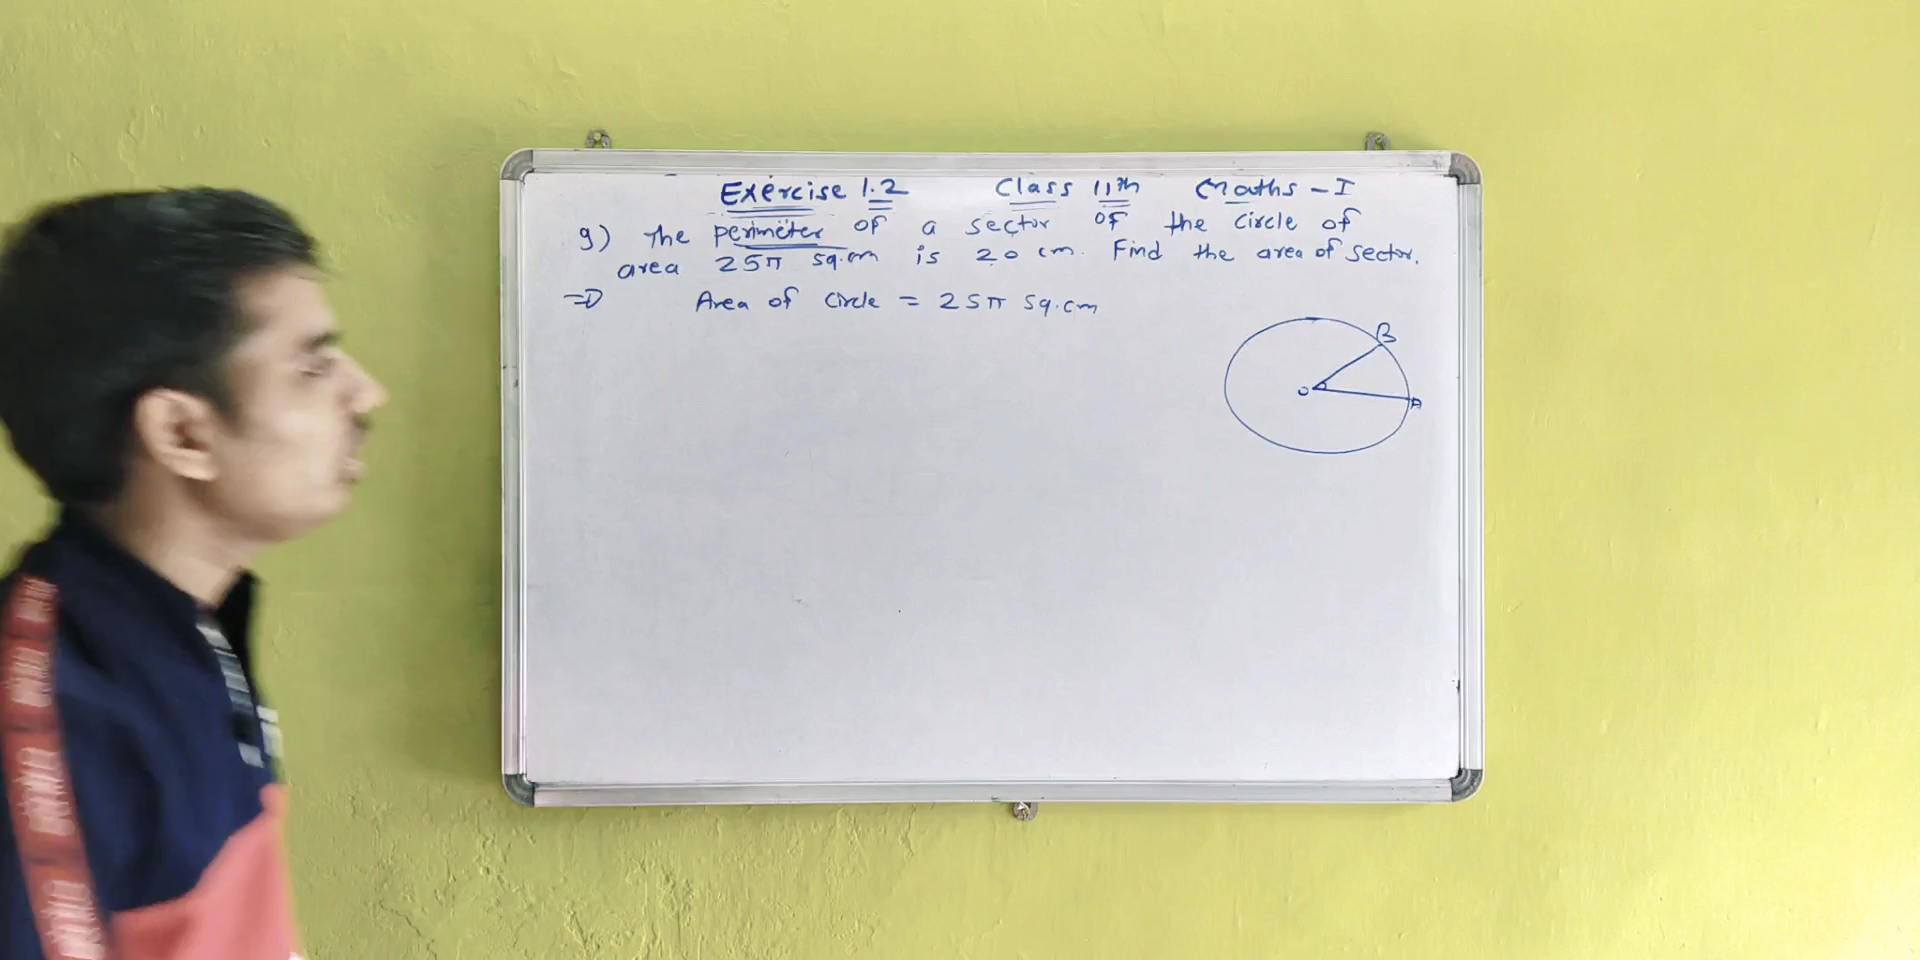 Exercise 1.2 Class 11th Maths - I
9) The perimeter of a sector of the circle of
area 25π sq.cm is 20 cm. Find the area of sector.
⇒ Area of circle = 25π sq.cm
B
O
A